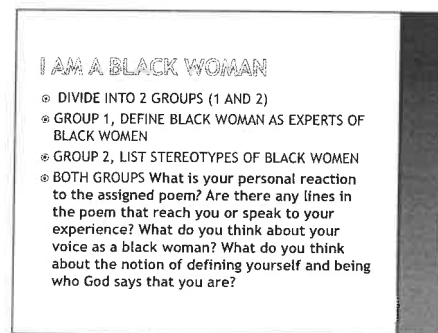 I AM A BLACK WOMAN
DIVIDE INTO 2 GROUPS (1 AND 2)
GROUP 1, DEFINE BLACK WOMAN AS EXPERTS OF
BLACK WOMEN
GROUP 2, LIST STEREOTYPES OF BLACK WOMEN
BOTH GROUPS What is your personal reaction
to the assigned poem? Are there any lines in
the poem that reach you or speak to your
experience? What do you think about your
voice as a black woman? What do you think
about the notion of defining yourself and being
who God says that you are?